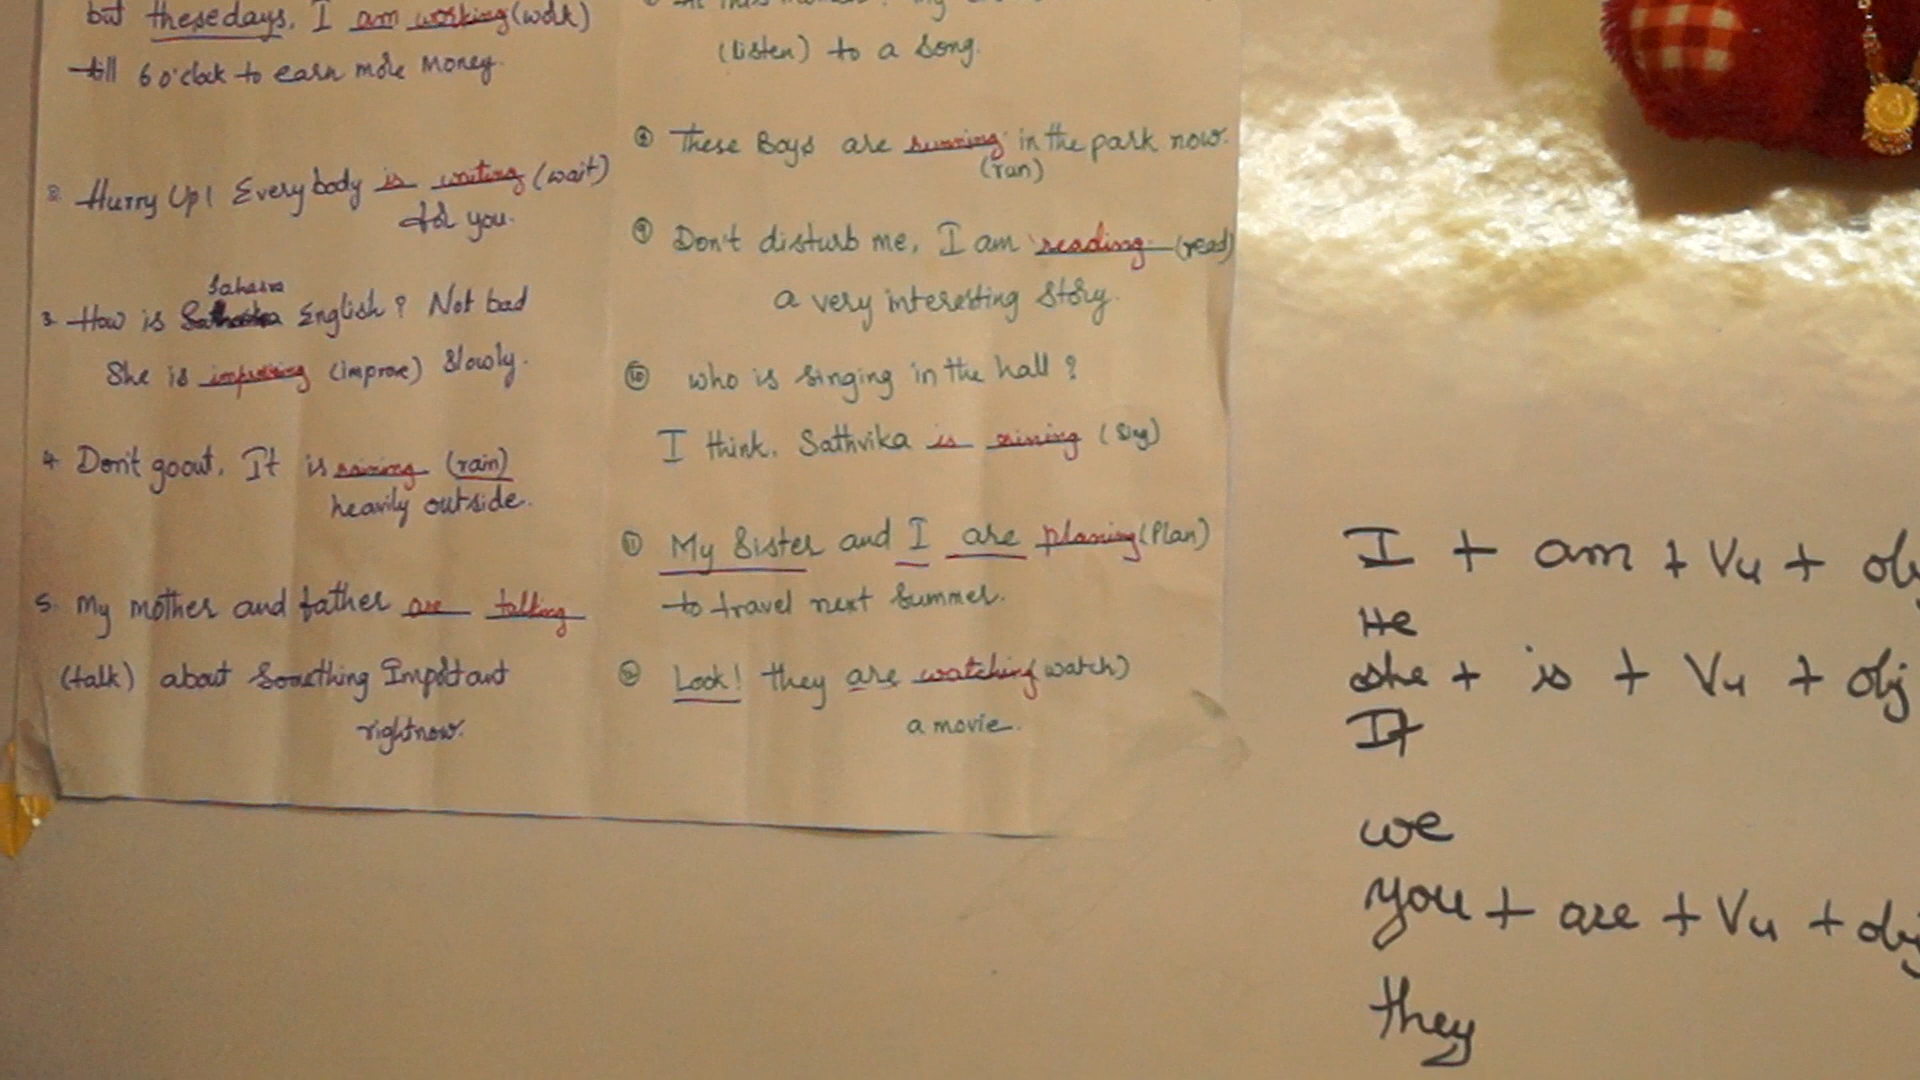 but these days, I am working (work)
till 6 o'clock to earn more money.
2. Hurry Up! Every body is waiting (wait)
for you.
Sahasra
3. How is English? Not bad
She is improving (improve) slowly.
4. Don't go out. It is raining (rain)
heavily outside.
5. My mother and father are talking
(talk) about Something Important
rightnow.
(listen) to a song.
⑧ These Boys are running in the park now.
(run)
⑨ Don't disturb me, I am reading (read)
a very interesting story.
⑩ who is singing in the hall?
I think, Sathvika is (sing)
⑪ My Sister and I are planing (Plan)
to travel next summer.
⑫ Look! they are watching (watch)
a movie.
I + am + V4 + obj
He
she + is + V4 + obj
It
we
you + are + V4 + obj
they